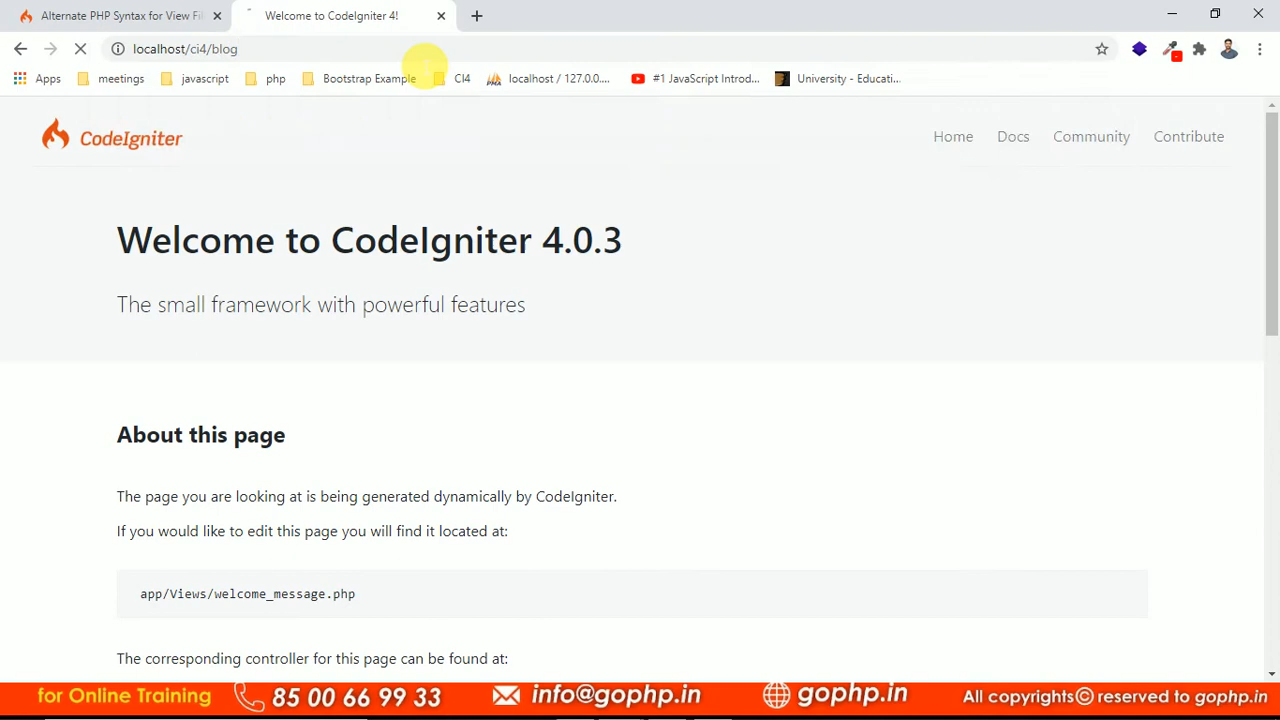 Alternate PHP Syntax for View Fil
Welcome to CodeIgniter 4!
localhost/ci4/blog
Apps
meetings
javascript
php
Bootstrap Example
CI4
localhost / 127.0.0....
#1 JavaScript Introd...
University - Educati...
CodeIgniter
Home
Docs
Community
Contribute
Welcome to CodeIgniter 4.0.3
The small framework with powerful features
About this page
The page you are looking at is being generated dynamically by CodeIgniter.
If you would like to edit this page you will find it located at:
app/Views/welcome_message.php
The corresponding controller for this page can be found at:
for Online Training
85 00 66 99 33
info@gophp.in
gophp.in
All copyrights© reserved to gophp.in